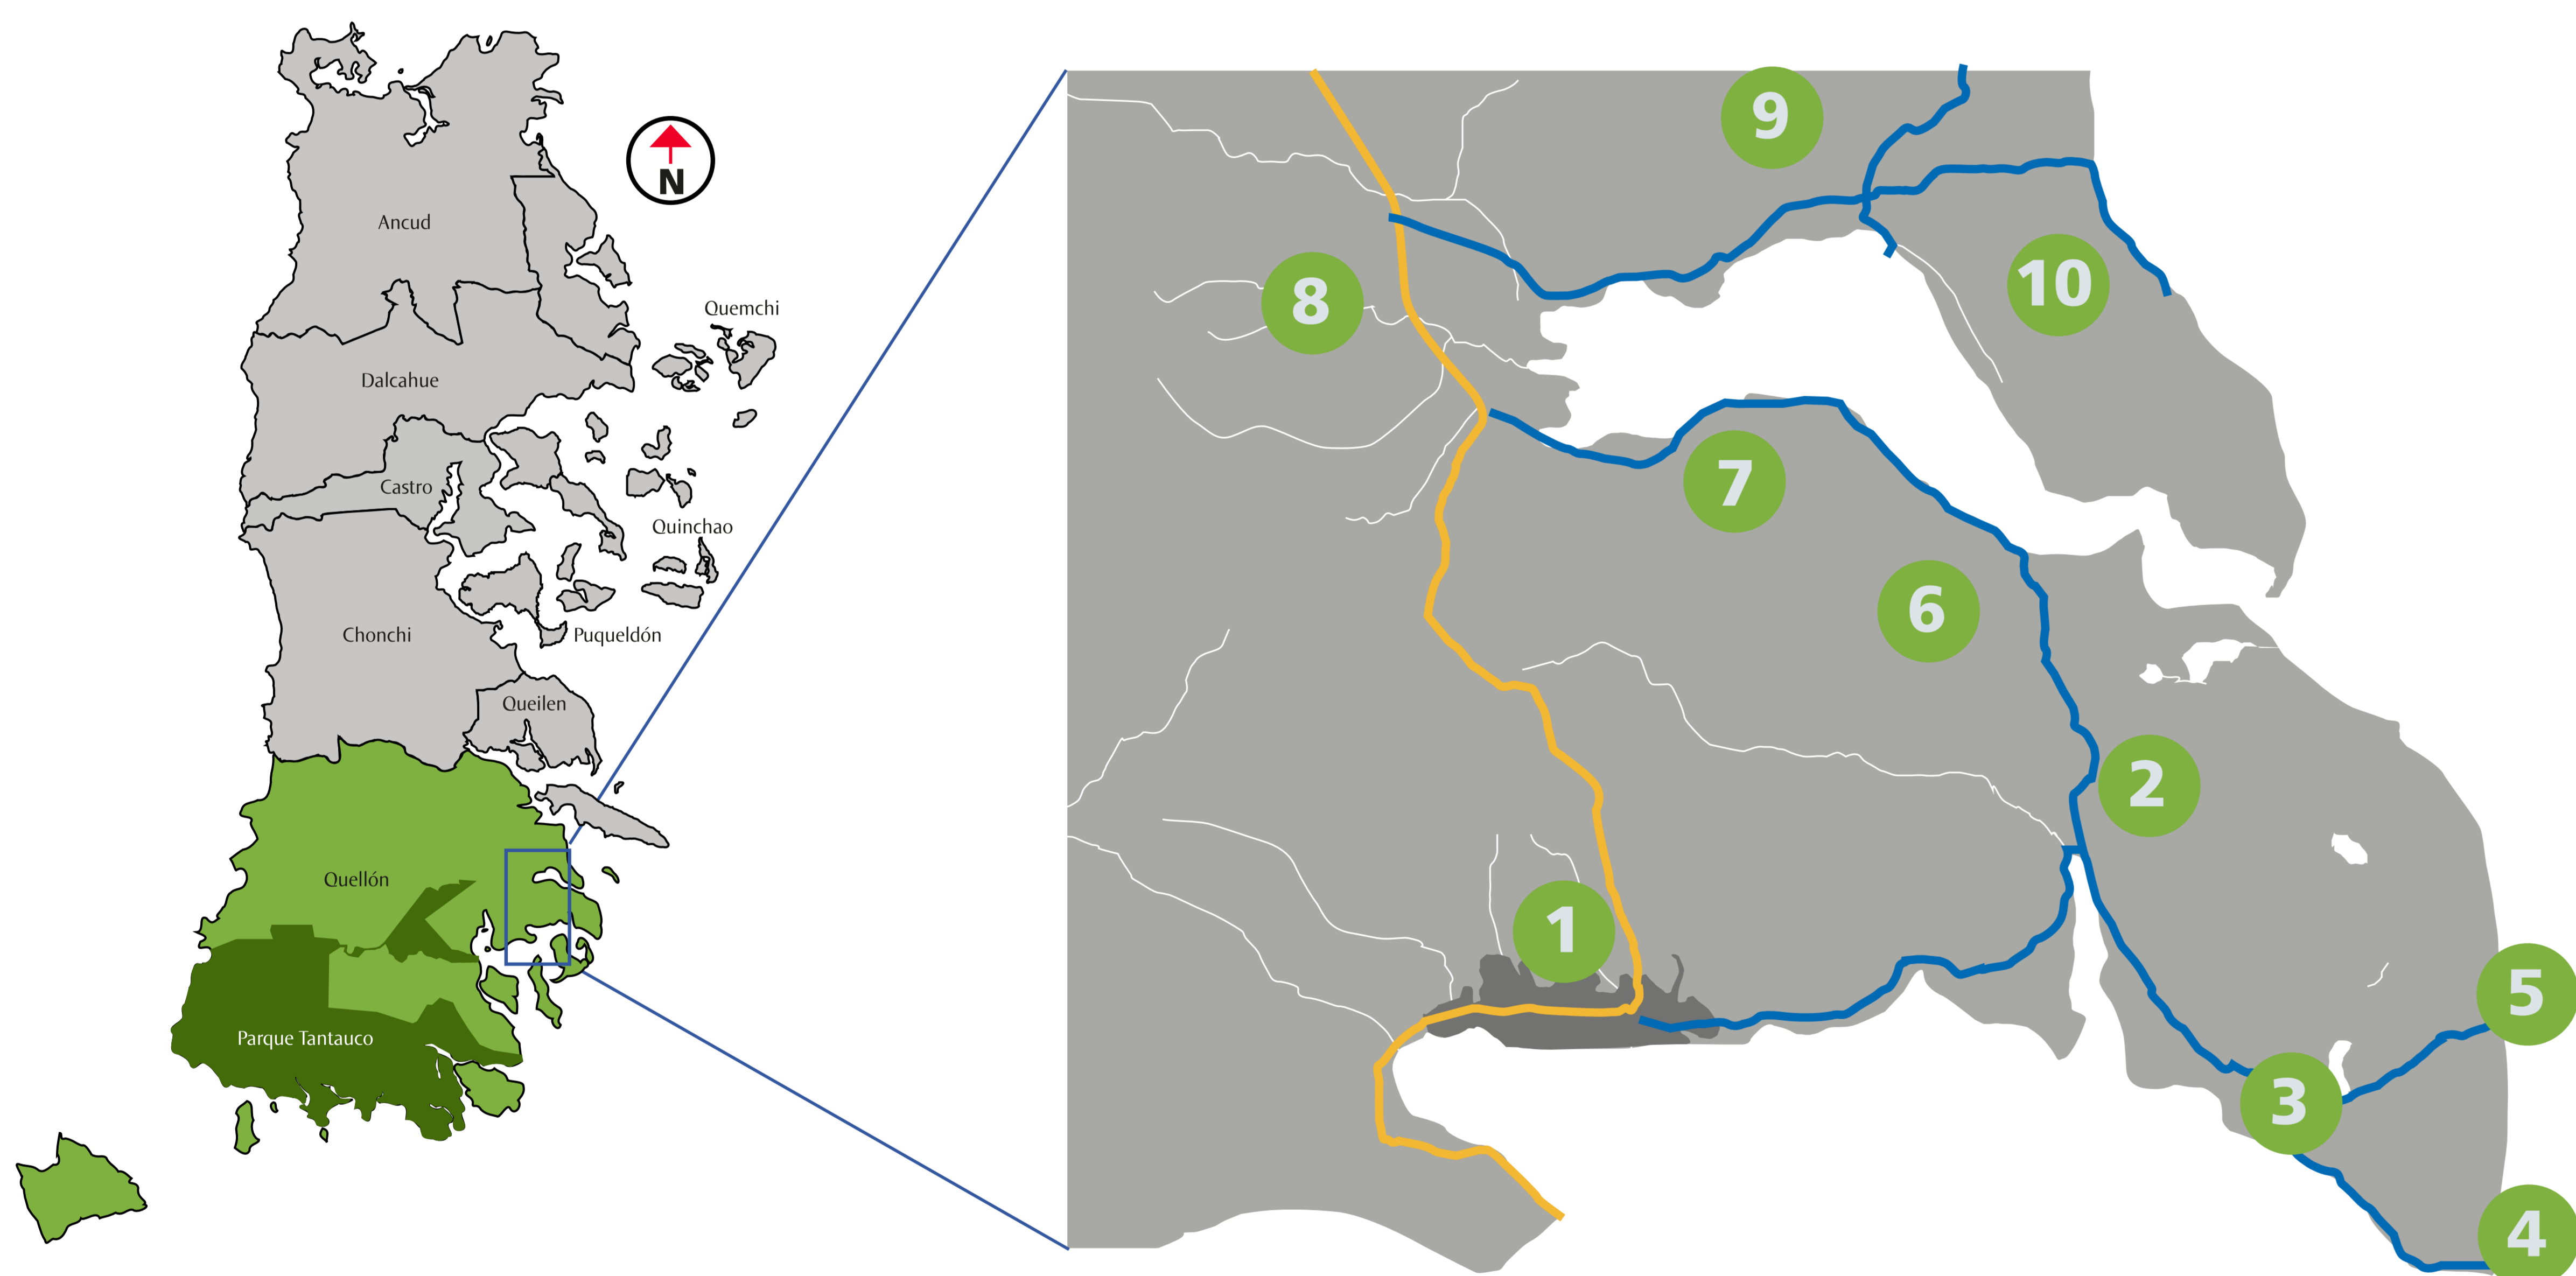 N
Ancud
Quemchi
Dalcahue
Castro
Quinchao
Chonchi
Puqueldón
Queilen
Quellón
Parque Tantauco
9
10
8
7
6
2
1
5
3
4